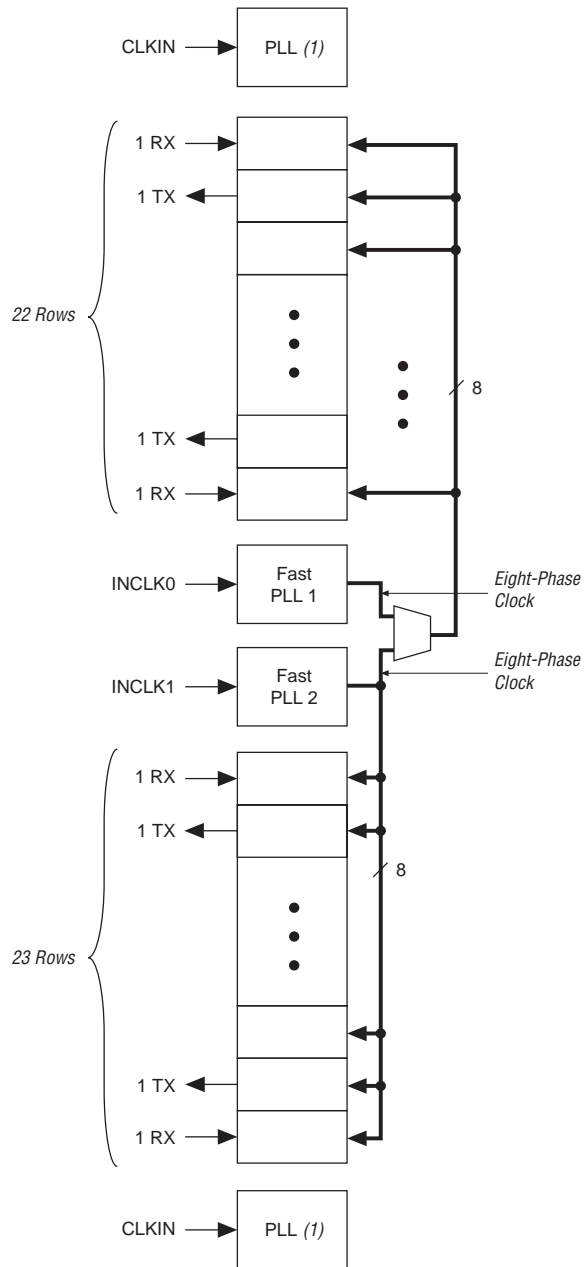 CLKIN
PLL (1)
1 RX
1 TX
22 Rows
8
1 TX
1 RX
INCLK0
Fast
PLL 1
Eight-Phase
Clock
INCLK1
Fast
PLL 2
Eight-Phase
Clock
1 RX
1 TX
8
23 Rows
1 TX
1 RX
CLKIN
PLL (1)